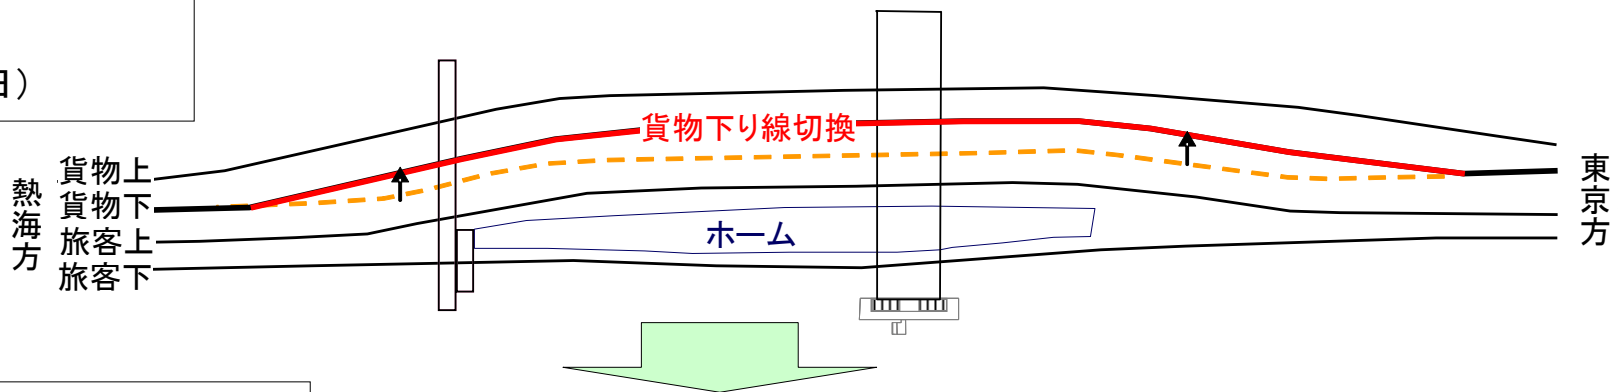 日）
貨物下り線切換
貨物上
貨物下
旅客上
旅客下
熱海方
東京方
ホーム